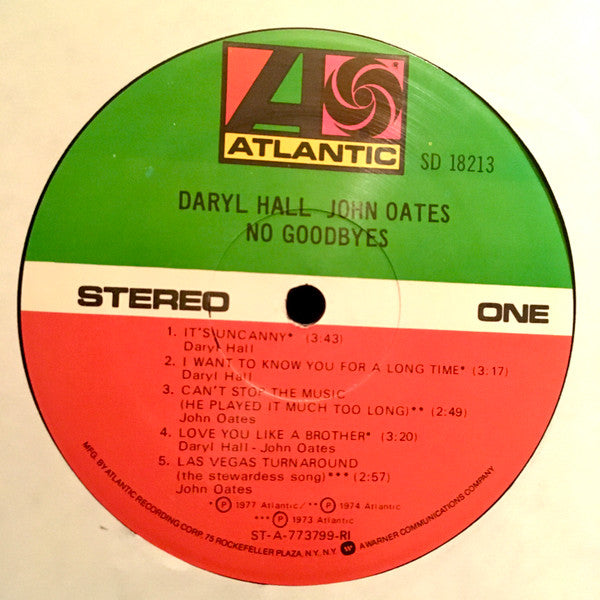 ATLANTIC
®
SD 18213
DARYL HALL JOHN OATES
NO GOODBYES
STEREO
ONE
1. IT'S UNCANNY* (3:43)
Daryl Hall
2. I WANT TO KNOW YOU FOR A LONG TIME* (3:17)
Daryl Hall
3. CAN'T STOP THE MUSIC
(HE PLAYED IT MUCH TOO LONG)** (2:49)
John Oates
4. LOVE YOU LIKE A BROTHER* (3:20)
Daryl Hall - John Oates
5. LAS VEGAS TURNAROUND
(the stewardess song)*** (2:57)
John Oates
* ℗ 1977 Atlantic/** ℗ 1974 Atlantic
*** ℗ 1973 Atlantic
ST-A-773799-RI
MFG. BY ATLANTIC RECORDING CORP. 75 ROCKEFELLER PLAZA, N.Y. N.Y. W A WARNER COMMUNICATIONS COMPANY